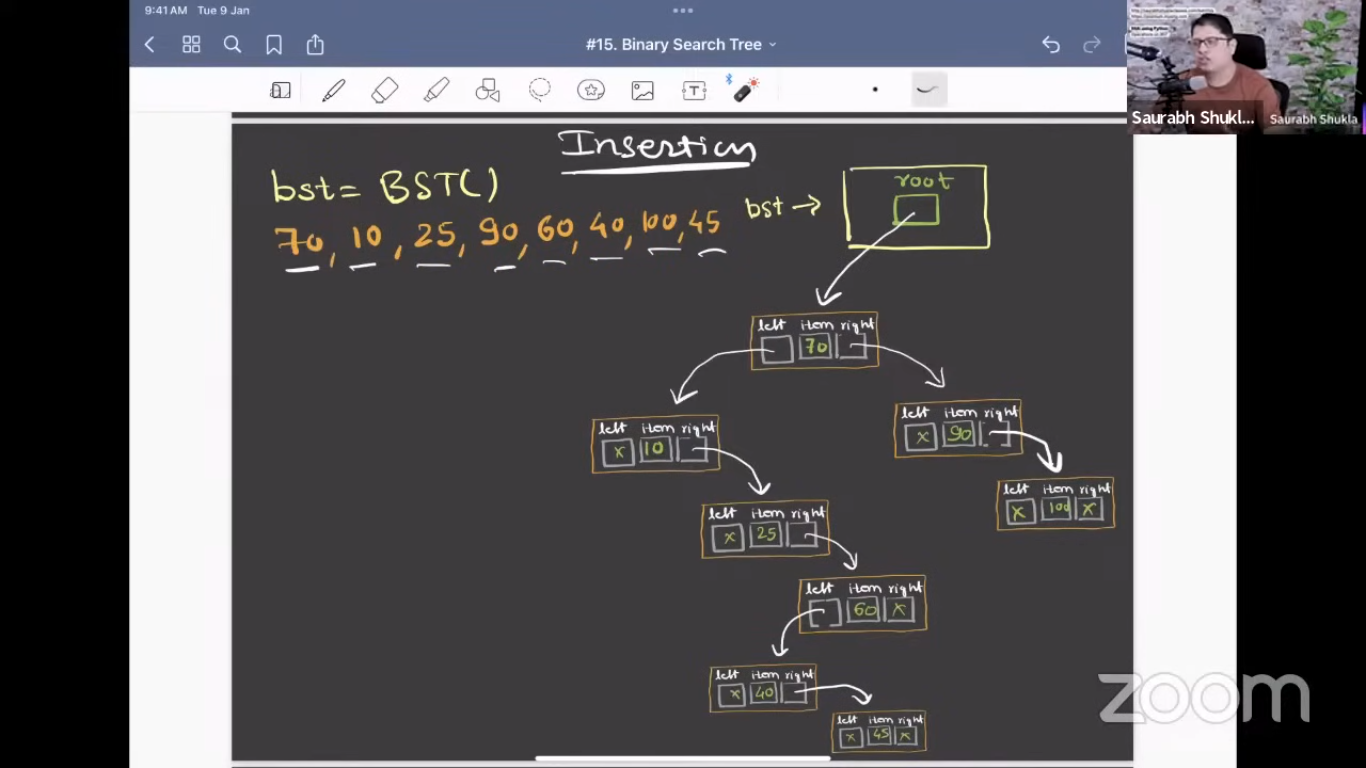 9:41 AM Tue 9 Jan
#15. Binary Search Tree
Saurabh Shukl...
Saurabh Shukla
Insertion
bst = BST()
70, 10, 25, 90, 60, 40, 100, 45
bst →
root
left item right
70
left item right
x 10
left item right
x 90
left item right
x 100 x
left item right
x 25
left item right
60 x
left item right
x 40
left item right
x 45 x
zoom